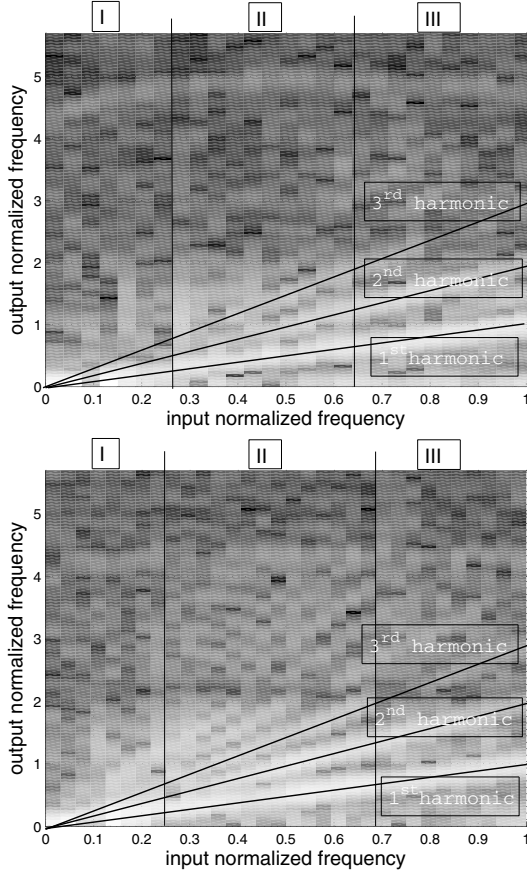 I II III
5
4
3
2
1
0
output normalized frequency
3rd harmonic
2nd harmonic
1st harmonic
0 0.1 0.2 0.3 0.4 0.5 0.6 0.7 0.8 0.9 1
input normalized frequency
I II III
5
4
3
2
1
0
output normalized frequency
3rd harmonic
2nd harmonic
1st harmonic
0 0.1 0.2 0.3 0.4 0.5 0.6 0.7 0.8 0.9 1
input normalized frequency